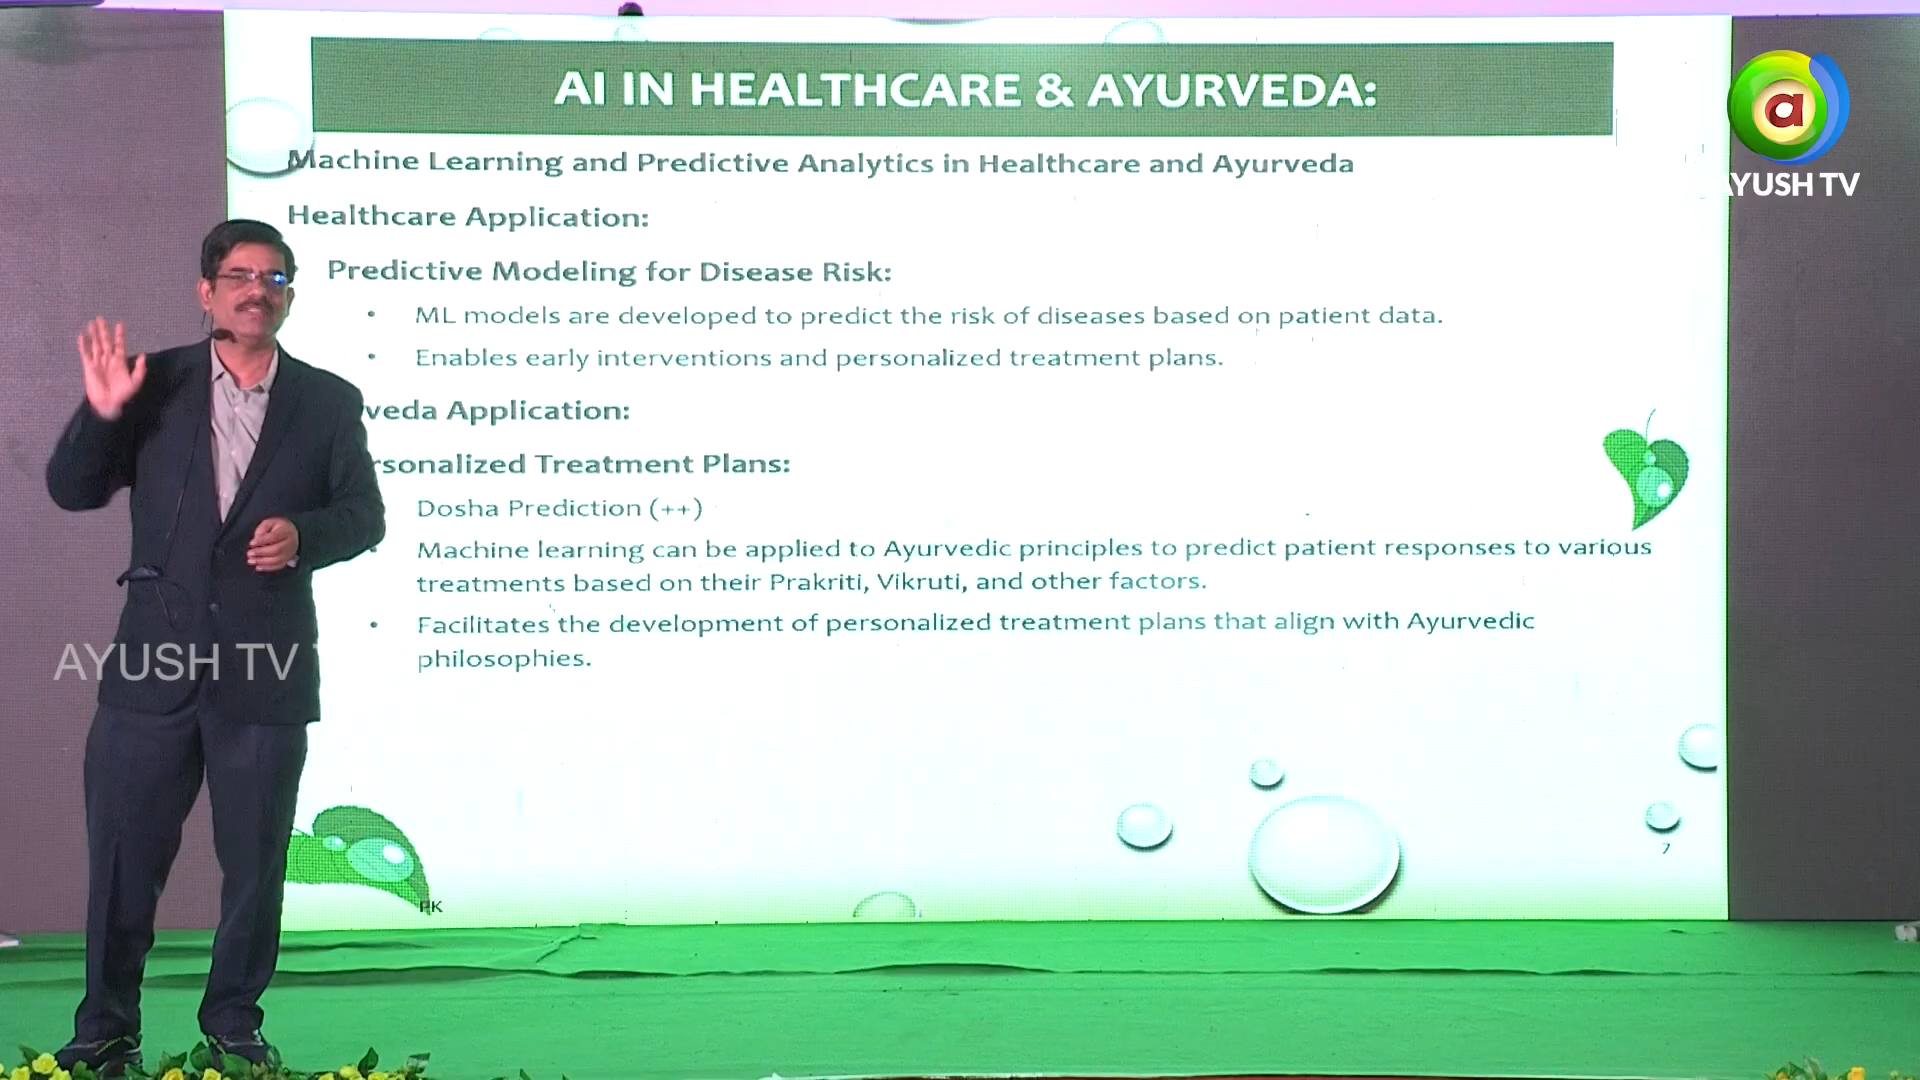 AI IN HEALTHCARE & AYURVEDA:
a
AYUSH TV
Machine Learning and Predictive Analytics in Healthcare and Ayurveda
Healthcare Application:
Predictive Modeling for Disease Risk:
• ML models are developed to predict the risk of diseases based on patient data.
• Enables early interventions and personalized treatment plans.
veda Application:
rsonalized Treatment Plans:
Dosha Prediction (++)
• Machine learning can be applied to Ayurvedic principles to predict patient responses to various
treatments based on their Prakriti, Vikruti, and other factors.
• Facilitates the development of personalized treatment plans that align with Ayurvedic
philosophies.
AYUSH TV
7
PK